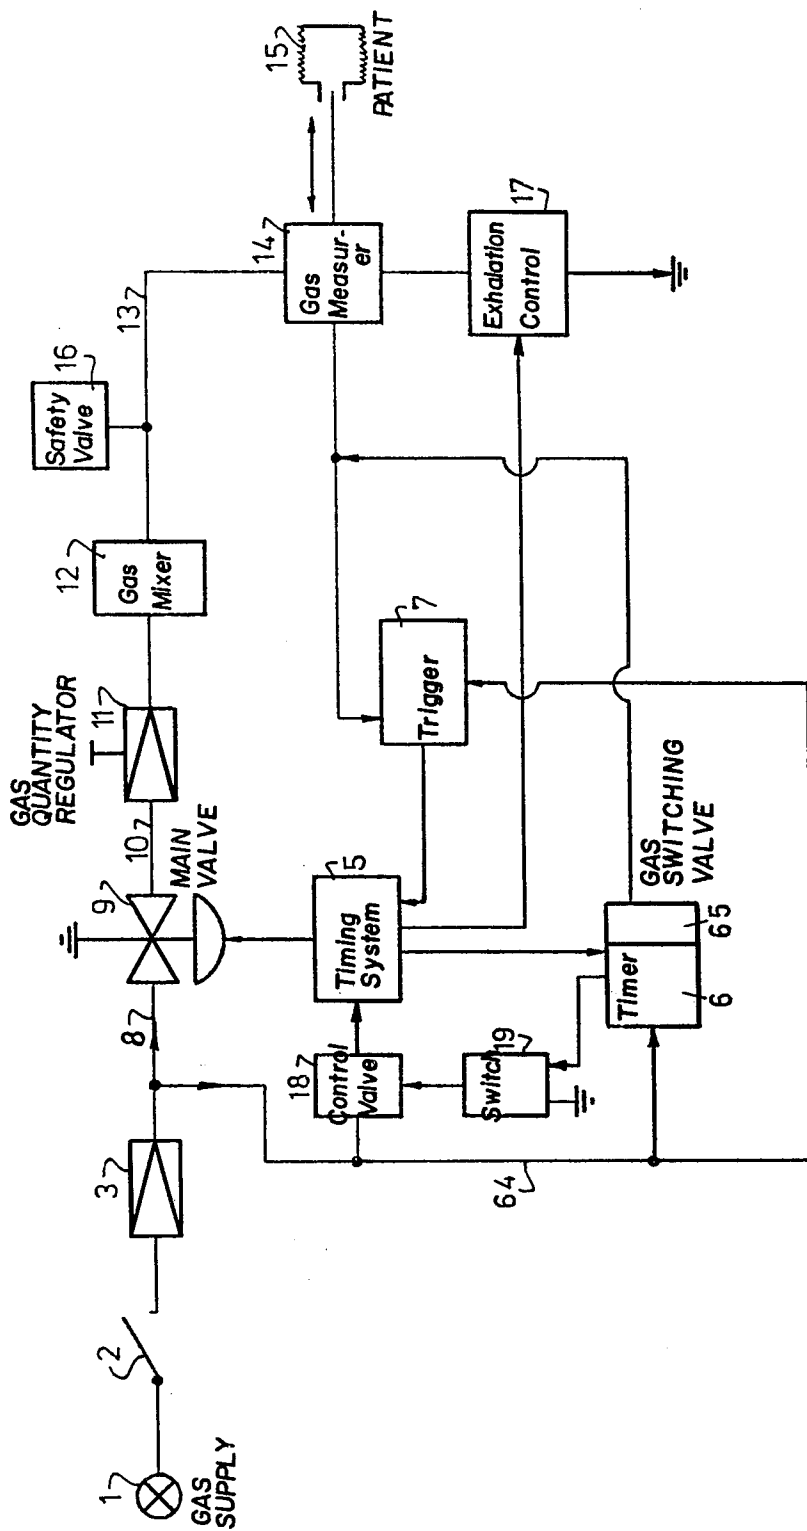 1
GAS
SUPPLY
2
3
8
9
MAIN
VALVE
10
GAS
QUANTITY
REGULATOR
11
12
Gas
Mixer
Safety
Valve
16
13
14
Gas
Measur-
er
15
PATIENT
17
Exhalation
Control
7
Trigger
5
Timing
System
18
Control
Valve
19
Switch
64
Timer
6
65
GAS
SWITCHING
VALVE